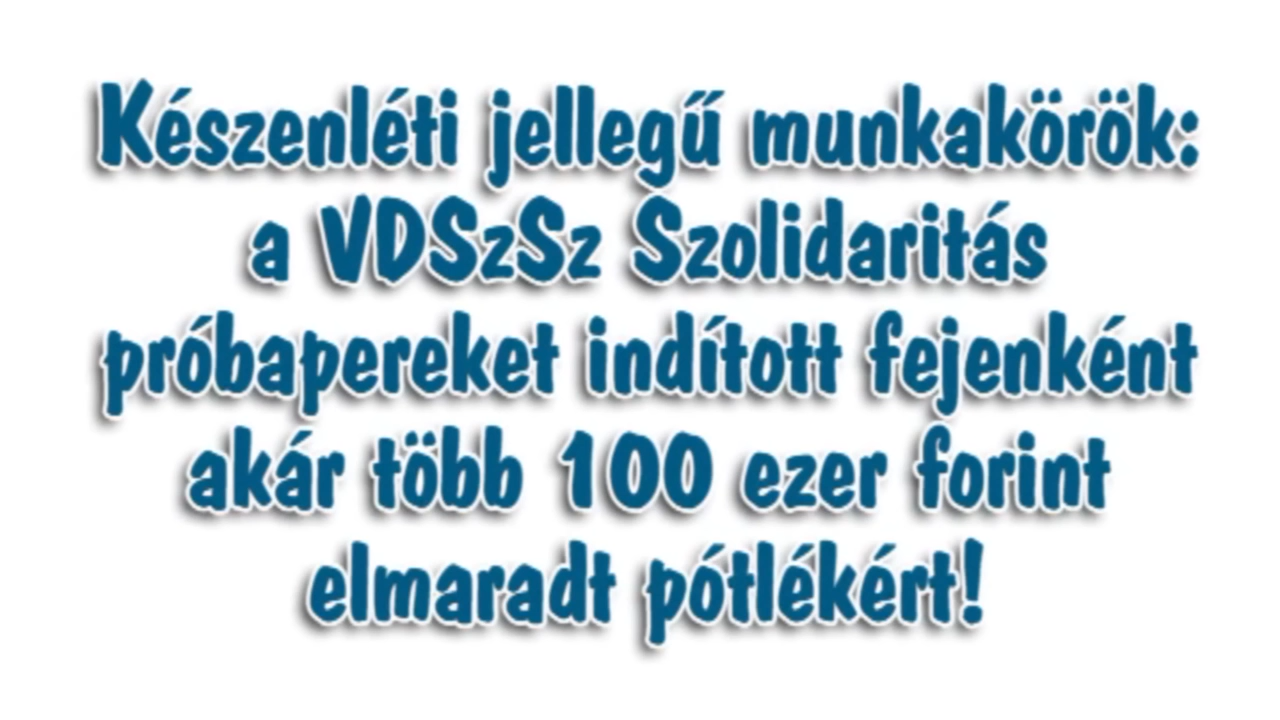 Készenléti jellegű munkakörök:
a VDSzSz Szolidaritás
próbapereket indított fejenként
akár több 100 ezer forint
elmaradt pótlékért!